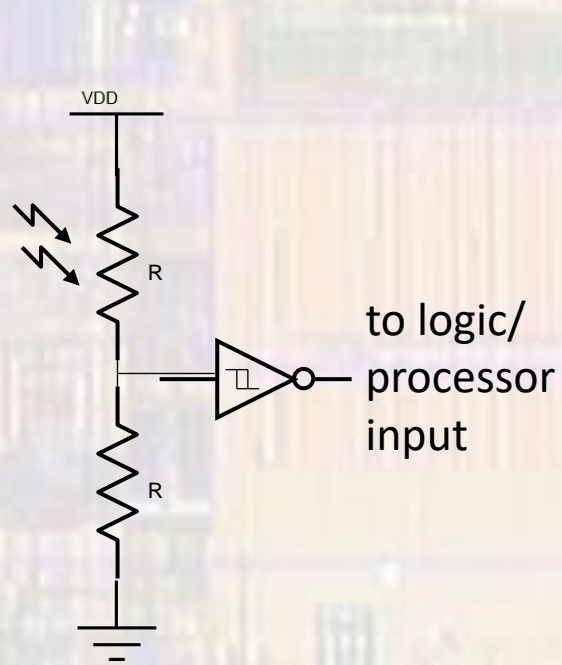 VDD
R
to logic/
processor
input
R